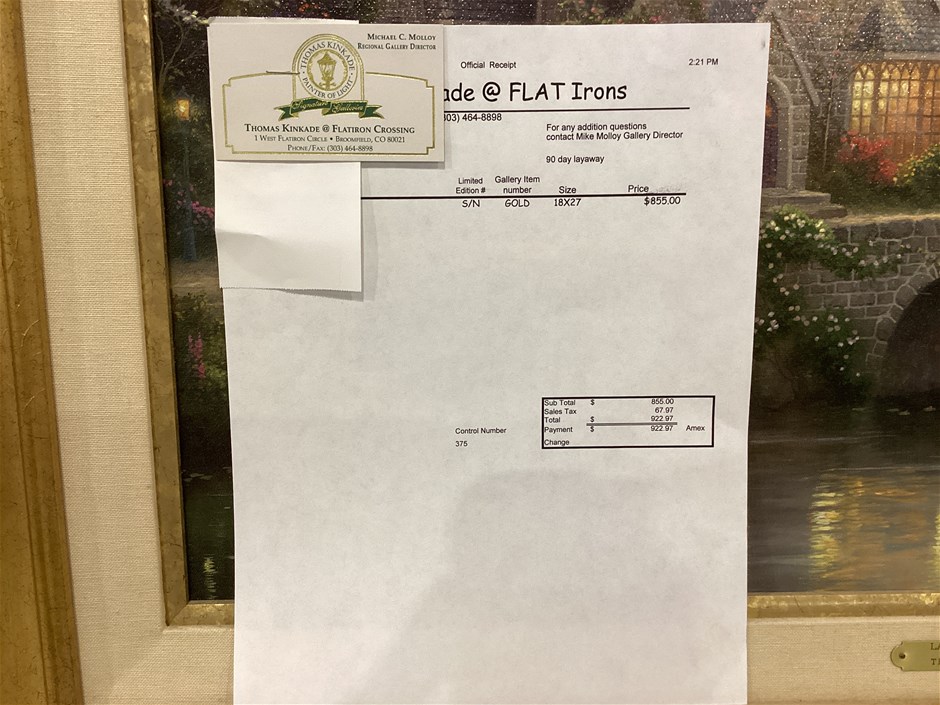 MICHAEL C. MOLLOY
REGIONAL GALLERY DIRECTOR
THOMAS KINKADE
PAINTER OF LIGHT
Signature Galleries
THOMAS KINKADE @ FLATIRON CROSSING
1 WEST FLATIRON CIRCLE • BROOMFIELD, CO 80021
PHONE/FAX: (303) 464-8898
Official Receipt
2:21 PM
ade @ FLAT Irons
303) 464-8898
For any addition questions
contact Mike Molloy Gallery Director
90 day layaway
Limited Edition # Gallery Item number Size Price
S/N GOLD 18X27 $855.00
Sub Total $ 855.00
Sales Tax 67.97
Total $ 922.97
Payment $ 922.97 Amex
Change
Control Number
375